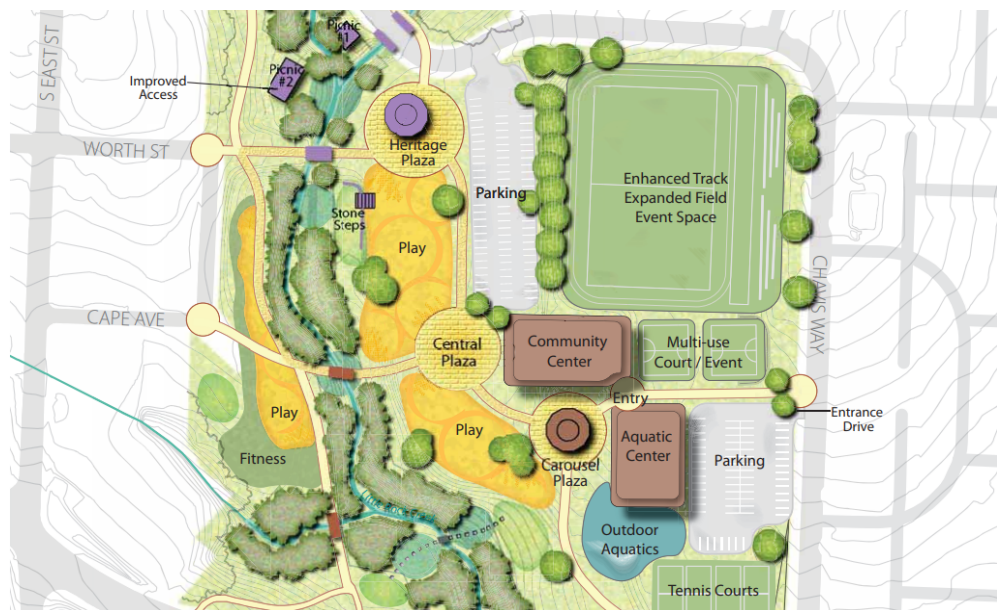 Picnic
#1
Picnic
#2
Improved
Access
S EAST ST
WORTH ST
Heritage
Plaza
Parking
Enhanced Track
Expanded Field
Event Space
Stone
Steps
Play
CHAVIS WAY
CAPE AVE
Central
Plaza
Community
Center
Multi-use
Court / Event
Play
Play
Entry
Entrance
Drive
Fitness
Carousel
Plaza
Aquatic
Center
Parking
Outdoor
Aquatics
Tennis Courts